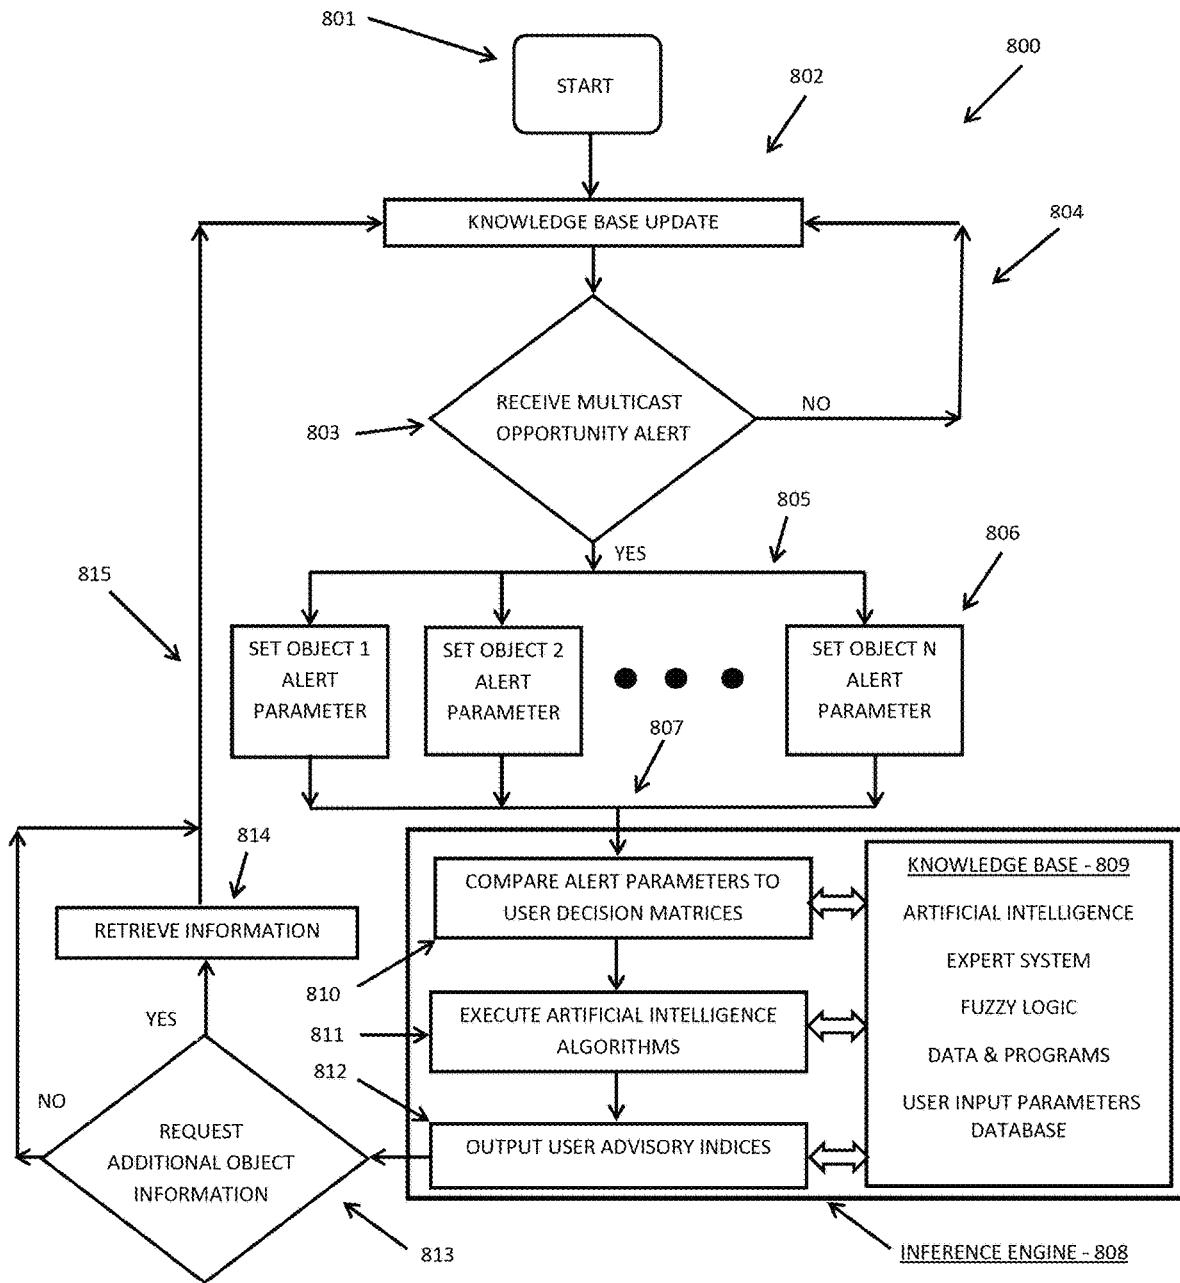 801
START
800
802
KNOWLEDGE BASE UPDATE
804
RECEIVE MULTICAST
OPPORTUNITY ALERT
NO
803
YES
805
806
815
SET OBJECT 1
ALERT
PARAMETER
SET OBJECT 2
ALERT
PARAMETER
SET OBJECT N
ALERT
PARAMETER
807
814
RETRIEVE INFORMATION
COMPARE ALERT PARAMETERS TO
USER DECISION MATRICES
KNOWLEDGE BASE - 809
ARTIFICIAL INTELLIGENCE
EXPERT SYSTEM
FUZZY LOGIC
DATA & PROGRAMS
USER INPUT PARAMETERS
DATABASE
810
YES
EXECUTE ARTIFICIAL INTELLIGENCE
ALGORITHMS
811
812
NO
REQUEST
ADDITIONAL OBJECT
INFORMATION
OUTPUT USER ADVISORY INDICES
813
INFERENCE ENGINE - 808